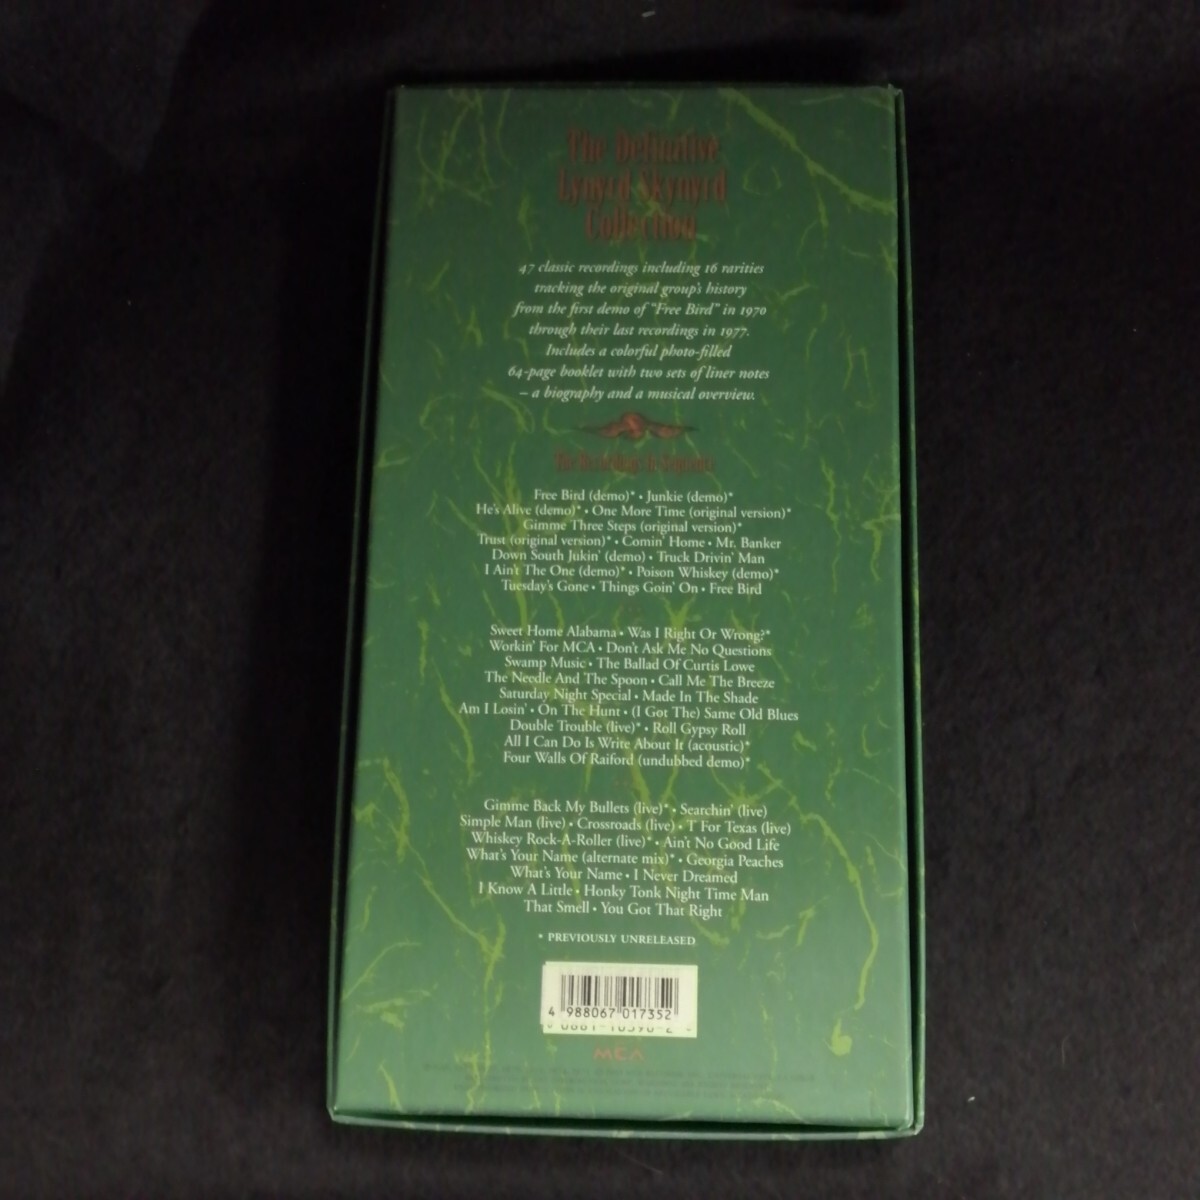 The Definitive
Lynyrd Skynyrd
Collection
47 classic recordings including 16 rarities
tracking the original group's history
from the first demo of "Free Bird" in 1970
through their last recordings in 1977.
Includes a colorful photo-filled
64-page booklet with two sets of liner notes
– a biography and a musical overview.
Free Bird (demo)* • Junkie (demo)*
He's Alive (demo)* • One More Time (original version)*
Gimme Three Steps (original version)*
Trust (original version)* • Comin' Home • Mr. Banker
Down South Jukin' (demo) • Truck Drivin' Man
I Ain't The One (demo)* • Poison Whiskey (demo)*
Tuesday's Gone • Things Goin' On • Free Bird
Sweet Home Alabama • Was I Right Or Wrong?*
Workin' For MCA • Don't Ask Me No Questions
Swamp Music • The Ballad Of Curtis Lowe
The Needle And The Spoon • Call Me The Breeze
Saturday Night Special • Made In The Shade
Am I Losin' • On The Hunt • (I Got The) Same Old Blues
Double Trouble (live)* • Roll Gypsy Roll
All I Can Do Is Write About It (acoustic)*
Four Walls Of Raiford (undubbed demo)*
Gimme Back My Bullets (live)* • Searchin' (live)
Simple Man (live) • Crossroads (live) • T For Texas (live)
Whiskey Rock-A-Roller (live)* • Ain't No Good Life
What's Your Name (alternate mix)* • Georgia Peaches
What's Your Name • I Never Dreamed
I Know A Little • Honky Tonk Night Time Man
That Smell • You Got That Right
* PREVIOUSLY UNRELEASED
4 988067 017352
MCA